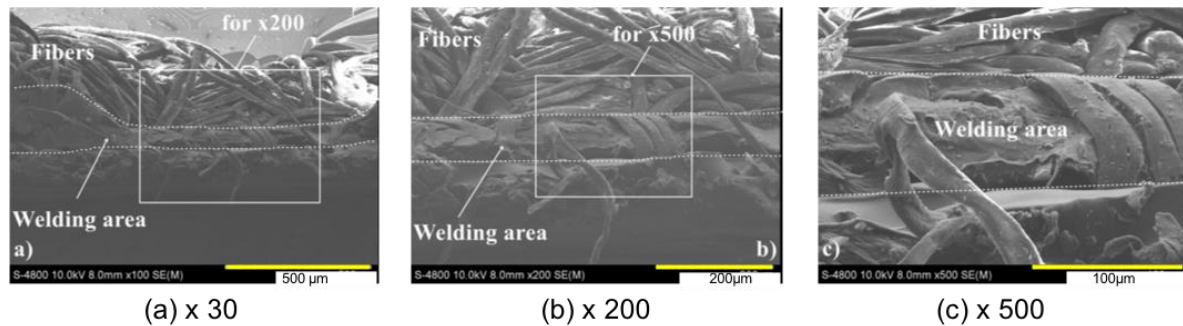 for x200
Fibers
Welding area
a)
S-4800 10.0kV 8.0mm x100 SE(M)
500 µm
(a) x 30
for x500
Fibers
Welding area
b)
S-4800 10.0kV 8.0mm x200 SE(M)
200µm
(b) x 200
Fibers
Welding area
c)
S-4800 10.0kV 8.0mm x500 SE(M)
100µm
(c) x 500